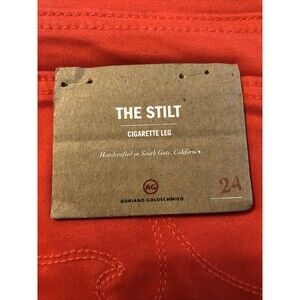 THE STILT
CIGARETTE LEG
Handcrafted in South Gate, California
AG
ADRIANO GOLDSCHMIED
24